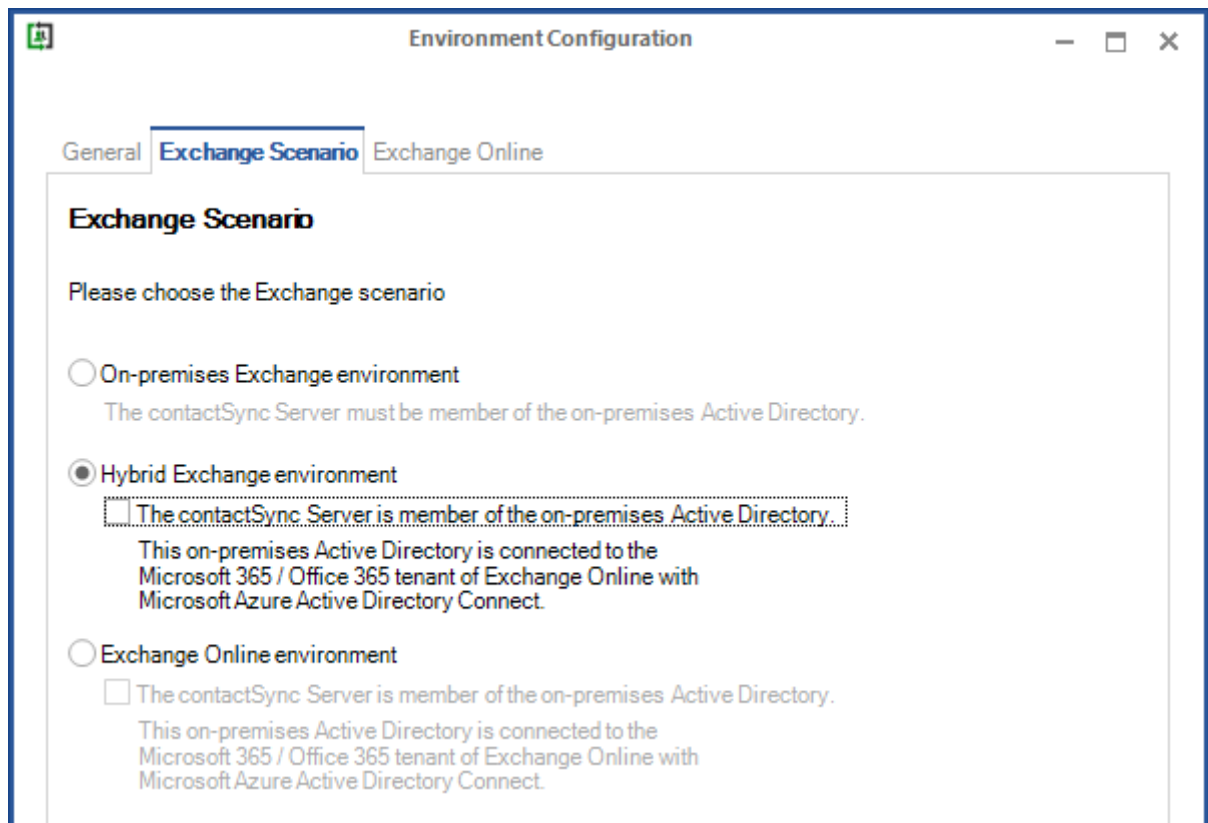 Environment Configuration
General Exchange Scenario Exchange Online
Exchange Scenario
Please choose the Exchange scenario
On-premises Exchange environment
The contactSync Server must be member of the on-premises Active Directory.
Hybrid Exchange environment
The contactSync Server is member of the on-premises Active Directory.
This on-premises Active Directory is connected to the
Microsoft 365 / Office 365 tenant of Exchange Online with
Microsoft Azure Active Directory Connect.
Exchange Online environment
The contactSync Server is member of the on-premises Active Directory.
This on-premises Active Directory is connected to the
Microsoft 365 / Office 365 tenant of Exchange Online with
Microsoft Azure Active Directory Connect.